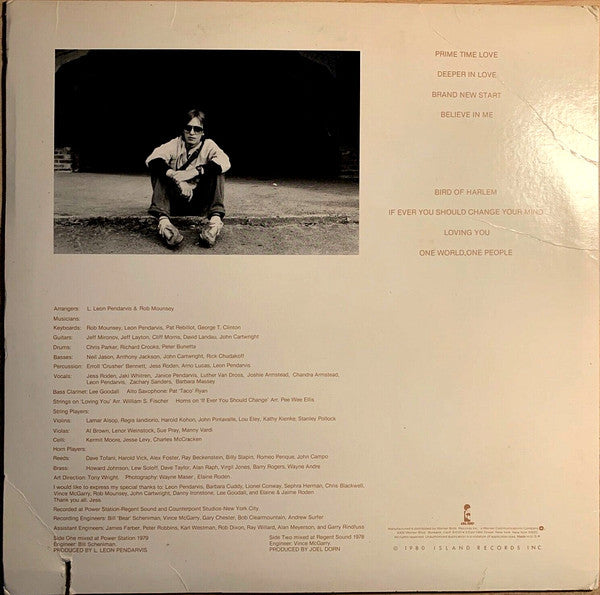 PRIME TIME LOVE
DEEPER IN LOVE
BRAND NEW START
BELIEVE IN ME
BIRD OF HARLEM
IF EVER YOU SHOULD CHANGE YOUR MIND
LOVING YOU
ONE WORLD,ONE PEOPLE
Arrangers: L. Leon Pendarvis & Rob Mounsey
Musicians:
Keyboards: Rob Mounsey, Leon Pendarvis, Pat Rebillot, George T. Clinton
Guitars: Jeff Mironov, Jeff Layton, Cliff Morris, David Landau, John Cartwright
Drums: Chris Parker, Richard Crooks, Peter Bunetta
Basses: Neil Jason, Anthony Jackson, John Cartwright, Rick Chudakoff
Percussion: Erroll "Crusher" Bennett, Jess Roden, Arno Lucas, Leon Pendarvis
Vocals: Jess Roden, Jaki Whitren, Janice Pendarvis, Luther Van Dross, Joshie Armstead, Chandra Armstead,
Leon Pendarvis, Zachary Sanders, Barbara Massey
Bass Clarinet: Lee Goodall Alto Saxophone: Pat 'Taco' Ryan
Strings on 'Loving You' Arr. William S. Fischer Horns on 'If Ever You Should Change' Arr. Pee Wee Ellis
String Players:
Violins: Lamar Alsop, Regis Iandiorio, Harold Kohon, John Pintavalle, Lou Eley, Kathy Kienke, Stanley Pollock
Violas: Al Brown, Lenor Weinstock, Sue Pray, Manny Vardi
Celli: Kermit Moore, Jesse Levy, Charles McCracken
Horn Players:
Reeds: Dave Tofani, Harold Vick, Alex Foster, Ray Beckenstein, Billy Slapin, Romeo Penque, John Campo
Brass: Howard Johnson, Lew Soloff, Dave Taylor, Alan Raph, Virgil Jones, Barry Rogers, Wayne Andre
Art Direction: Tony Wright. Photography: Wayne Maser, Elaine Roden
I would like to express my special thanks to: Leon Pendarvis, Barbara Cuddy, Lionel Conway, Sephra Herman, Chris Blackwell,
Vince McGarry, Rob Mounsey, John Cartwright, Danny Ironstone, Lee Goodall, and Elaine & Jaime Roden
Thank you all: Jess.
Recorded at Power Station-Regent Sound and Counterpoint Studios-New York City.
Recording Engineers: Bill 'Bear' Scheniman, Vince McGarry, Gary Chester, Bob Clearmountain, Andrew Surfer
Assistant Engineers: James Farber, Peter Robbins, Karl Westman, Rob Dixon, Ray Willard, Alan Meyerson, and Garry Rindfuss
Side One mixed at Power Station 1979
Engineer: Bill Scheniman.
PRODUCED BY L. LEON PENDARVIS
Side Two mixed at Regent Sound 1978
Engineer: Vince McGarry.
PRODUCED BY JOEL DORN
ISLAND
Manufactured & distributed by Warner Bros. Records Inc., a Warner Communications Company
© 1980 ISLAND RECORDS INC